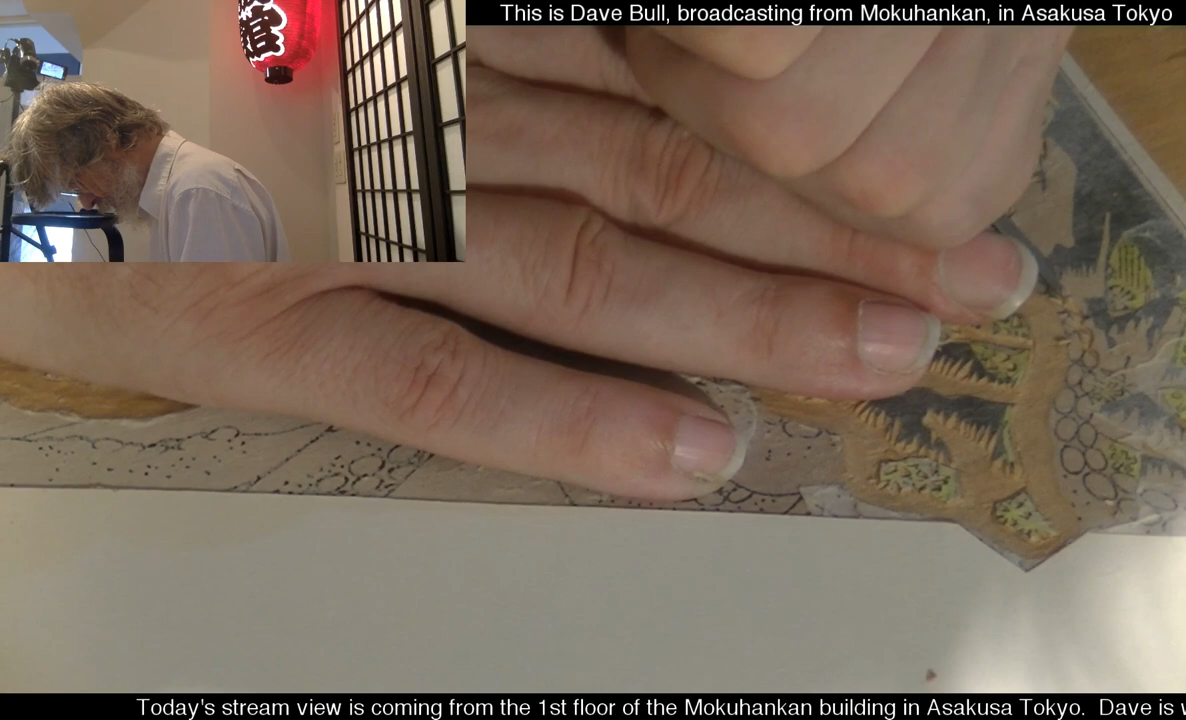 This is Dave Bull, broadcasting from Mokuhankan, in Asakusa Tokyo
館
Today's stream view is coming from the 1st floor of the Mokuhankan building in Asakusa Tokyo.  Dave is